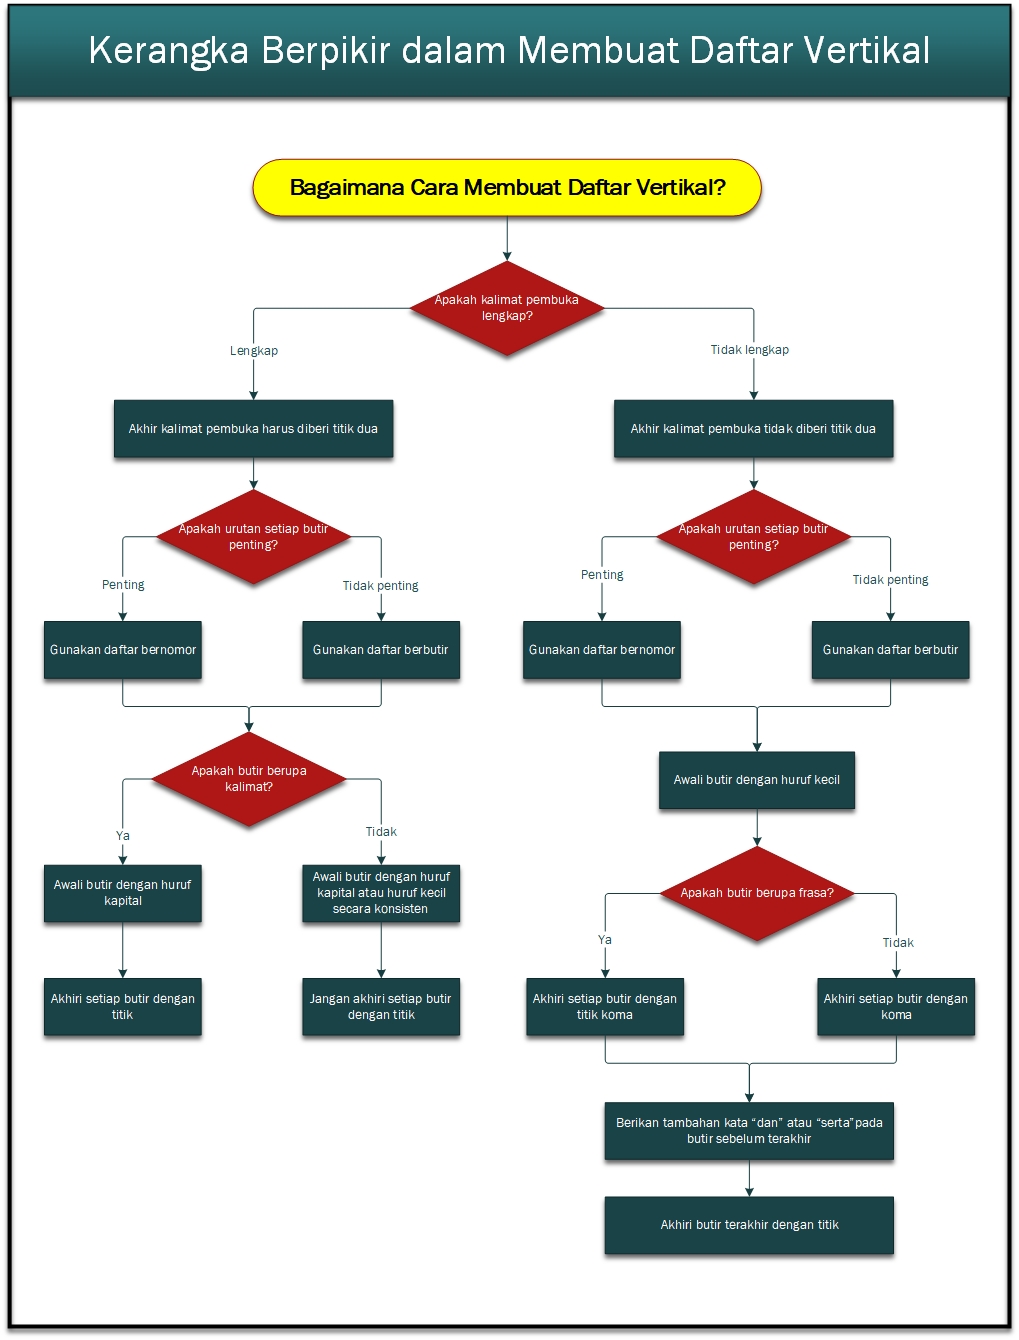 Kerangka Berpikir dalam Membuat Daftar Vertikal
Bagaimana Cara Membuat Daftar Vertikal?
Apakah kalimat pembuka
lengkap?
Lengkap
Tidak lengkap
Akhir kalimat pembuka harus diberi titik dua
Akhir kalimat pembuka tidak diberi titik dua
Apakah urutan setiap butir
penting?
Apakah urutan setiap butir
penting?
Penting
Tidak penting
Penting
Tidak penting
Gunakan daftar bernomor
Gunakan daftar berbutir
Gunakan daftar bernomor
Gunakan daftar berbutir
Apakah butir berupa
kalimat?
Awali butir dengan huruf kecil
Ya
Tidak
Awali butir dengan huruf
kapital
Awali butir dengan huruf
kapital atau huruf kecil
secara konsisten
Apakah butir berupa frasa?
Ya
Tidak
Akhiri setiap butir dengan
titik
Jangan akhiri setiap butir
dengan titik
Akhiri setiap butir dengan
titik koma
Akhiri setiap butir dengan
koma
Berikan tambahan kata “dan” atau “serta”pada
butir sebelum terakhir
Akhiri butir terakhir dengan titik